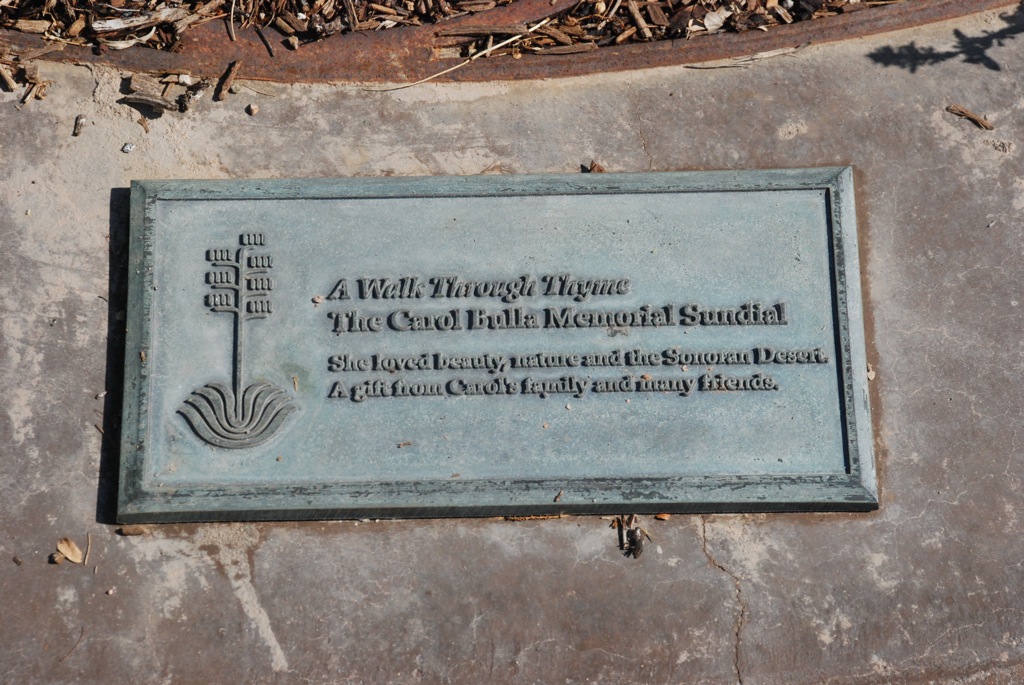 A Walk Through Thyme
The Carol Bulla Memorial Sundial
She loved beauty, nature and the Sonoran Desert.
A gift from Carol's family and many friends.